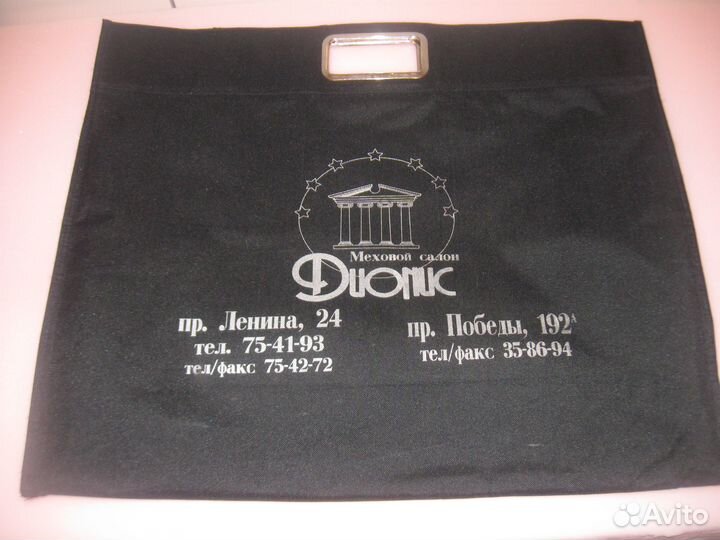 Меховой салон
Дионис
пр. Ленина, 24
тел. 75-41-93
тел/факс 75-42-72
пр. Победы, 192А
тел/факс 35-86-94
Avito